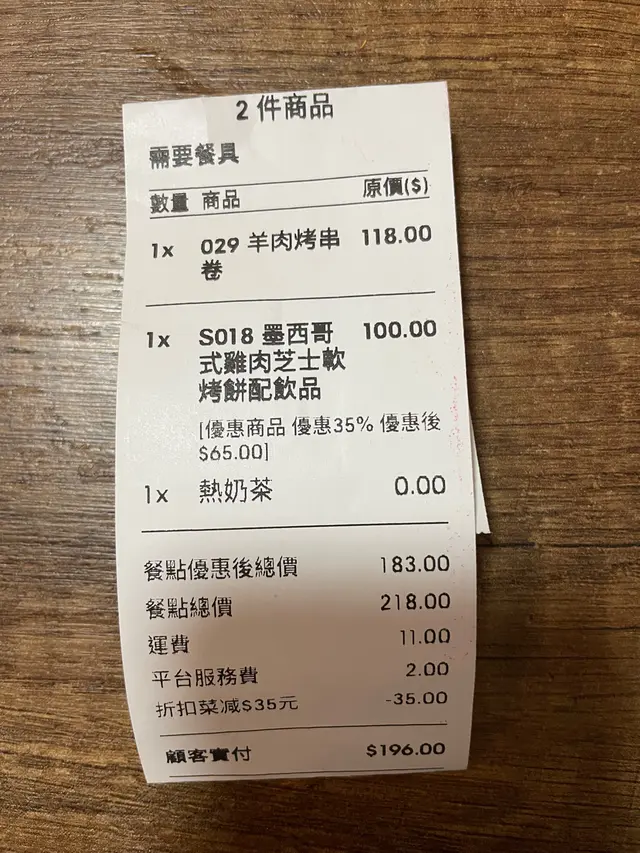 2 件商品
需要餐具
數量 商品 原價($)
1x 029 羊肉烤串 118.00
卷
1x S018 墨西哥 100.00
式雞肉芝士軟
烤餅配飲品
[優惠商品 優惠35% 優惠後
$65.00]
1x 熱奶茶 0.00
餐點優惠後總價 183.00
餐點總價 218.00
運費 11.00
平台服務費 2.00
折扣菜减$35元 -35.00
顧客實付 $196.00